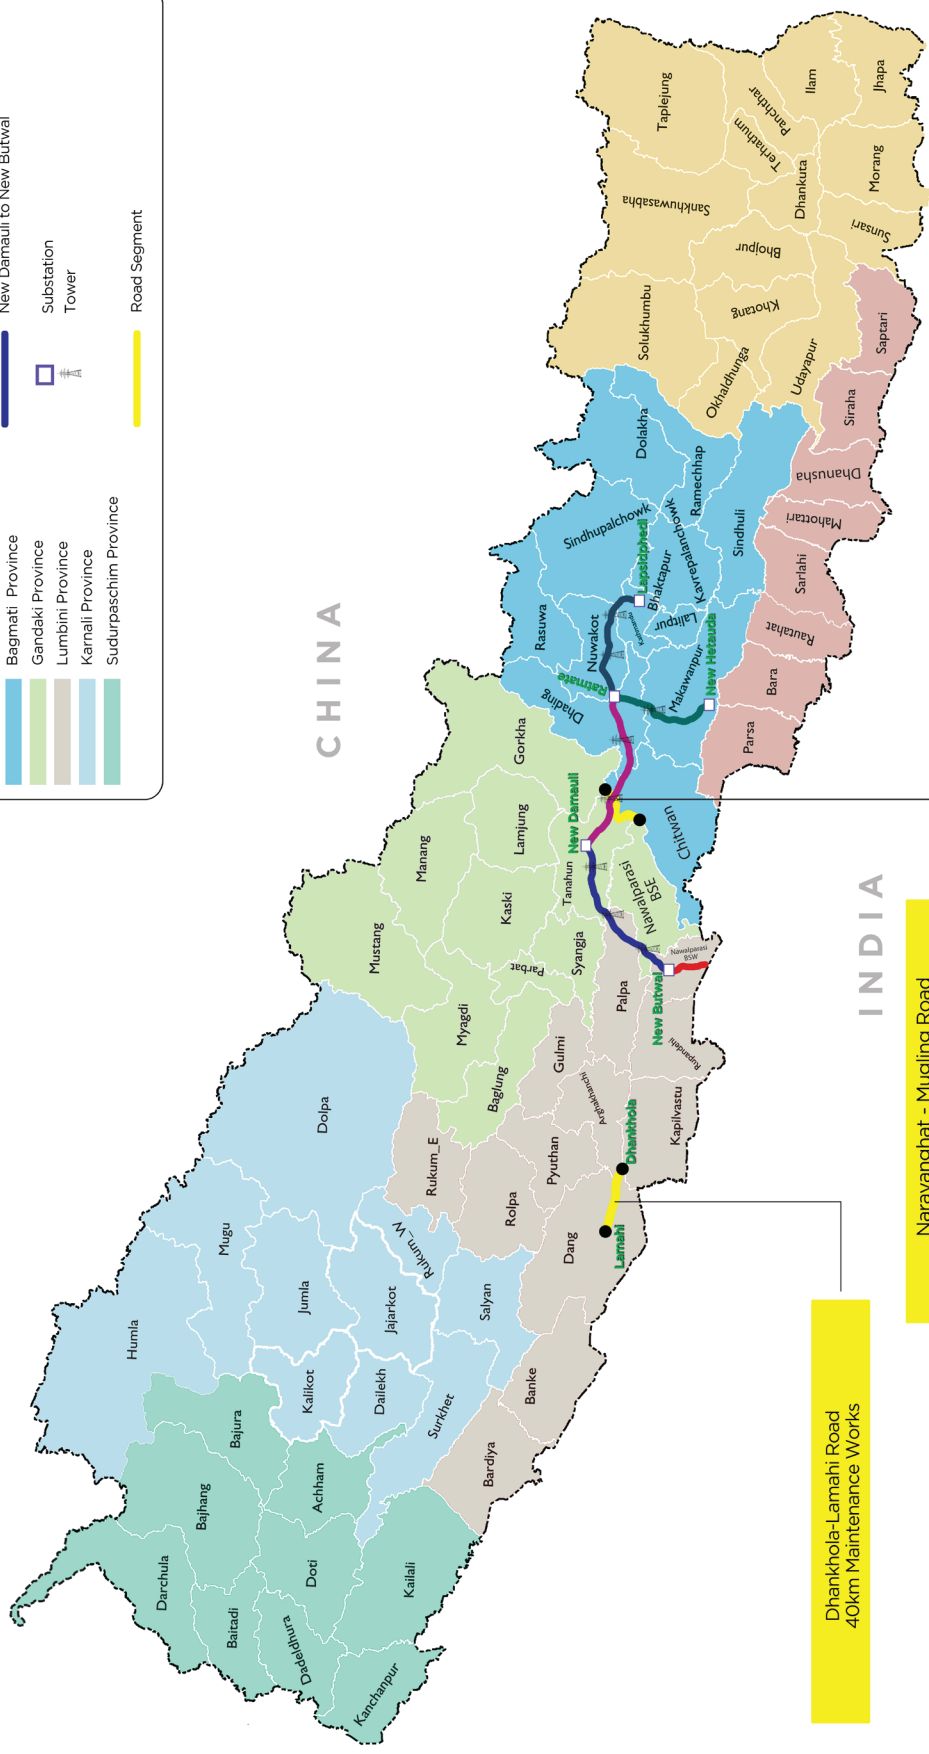 New Damauli to New Butwal
Substation
Tower
Road Segment
Bagmati Province
Gandaki Province
Lumbini Province
Karnali Province
Sudurpaschim Province
CHINA
INDIA
Darchula
Bajhang
Baitadi
Dadeldhura
Doti
Kanchanpur
Kailali
Achham
Bajura
Humla
Mugu
Jumla
Kalikot
Dailekh
Jajarkot
Rukum_W
Surkhet
Salyan
Dolpa
Bardiya
Banke
Dang
Rolpa
Rukum_E
Pyuthan
Gulmi
Arghakhanchi
Palpa
Kapilvastu
Rupandehi
Nawalparasi
BSW
Mustang
Manang
Myagdi
Baglung
Parbat
Kaski
Syangja
Lamjung
Tanahun
Gorkha
Nawalparasi
BSE
Chitwan
Dhading
Rasuwa
Nuwakot
Kathmandu
Bhaktapur
Lalitpur
Makawanpur
Kavrepalanchowk
Sindhupalchowk
Dolakha
Ramechhap
Sindhuli
Parsa
Bara
Rautahat
Sarlahi
Mahottari
Dhanusha
Siraha
Saptari
Solukhumbu
Okhaldhunga
Khotang
Udayapur
Bhojpur
Sankhuwasabha
Taplejung
Terhathum
Panchthar
Dhankuta
Ilam
Jhapa
Morang
Sunsari
Lamahi
Dhankhola
New Butwal
New Damauli
Ratmate
Lapsidphedi
New Hetauda
Dhankhola-Lamahi Road
40km Maintenance Works
Narayanghat - Mugling Road